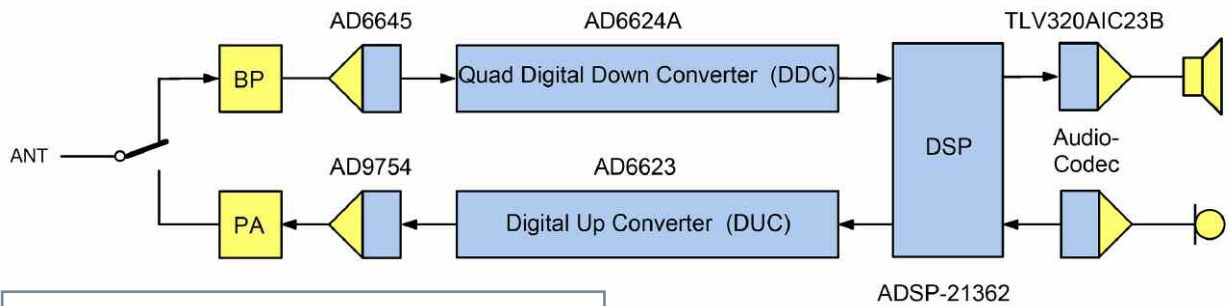 AD6645
AD6624A
TLV320AIC23B
BP
Quad Digital Down Converter (DDC)
DSP
ANT
Audio-
Codec
AD9754
AD6623
PA
Digital Up Converter (DUC)
ADSP-21362